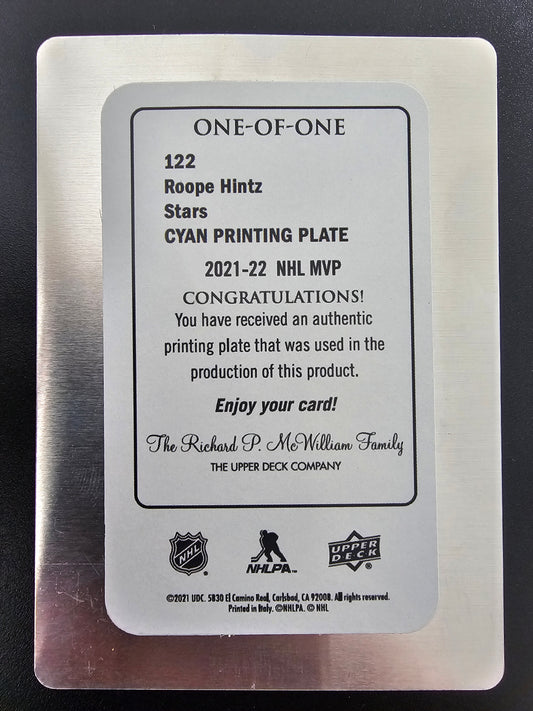 ONE-OF-ONE
122
Roope Hintz
Stars
CYAN PRINTING PLATE
2021-22 NHL MVP
CONGRATULATIONS!
You have received an authentic
printing plate that was used in the
production of this product.
Enjoy your card!
The Richard P. McWilliam Family
THE UPPER DECK COMPANY
NHL ®
NHLPA™
UPPER DECK ®
©2021 UDC. 5830 El Camino Real, Carlsbad, CA 92008. All rights reserved.
Printed in Italy. ©NHLPA. © NHL